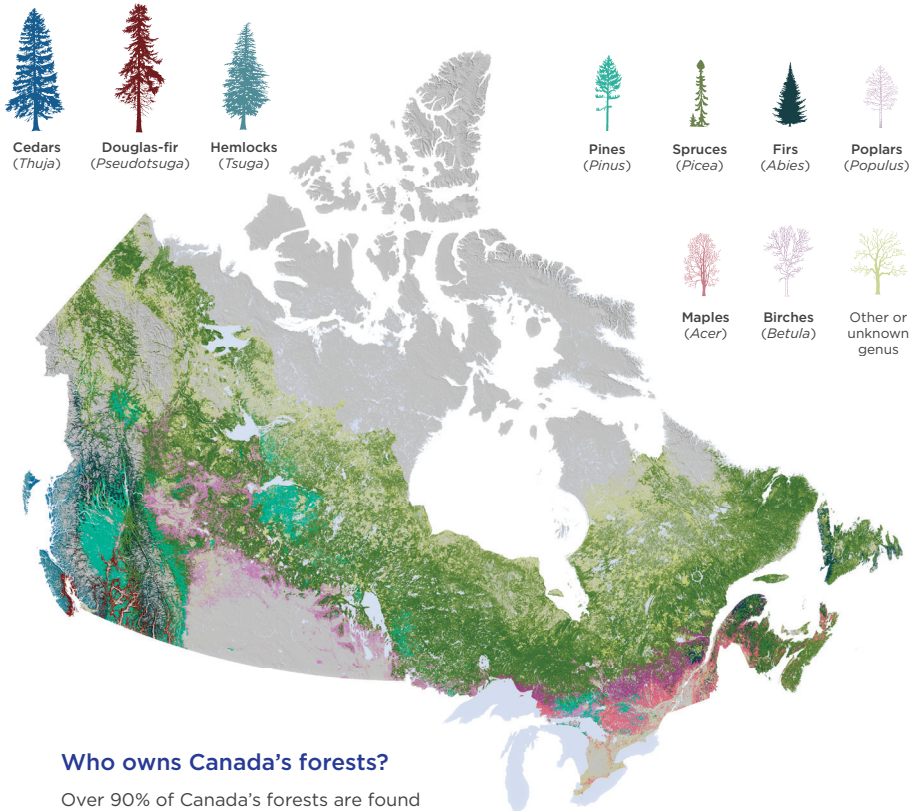 Cedars
(Thuja)
Douglas-fir
(Pseudotsuga)
Hemlocks
(Tsuga)
Pines
(Pinus)
Spruces
(Picea)
Firs
(Abies)
Poplars
(Populus)
Maples
(Acer)
Birches
(Betula)
Other or
unknown
genus
Who owns Canada’s forests?
Over 90% of Canada’s forests are found